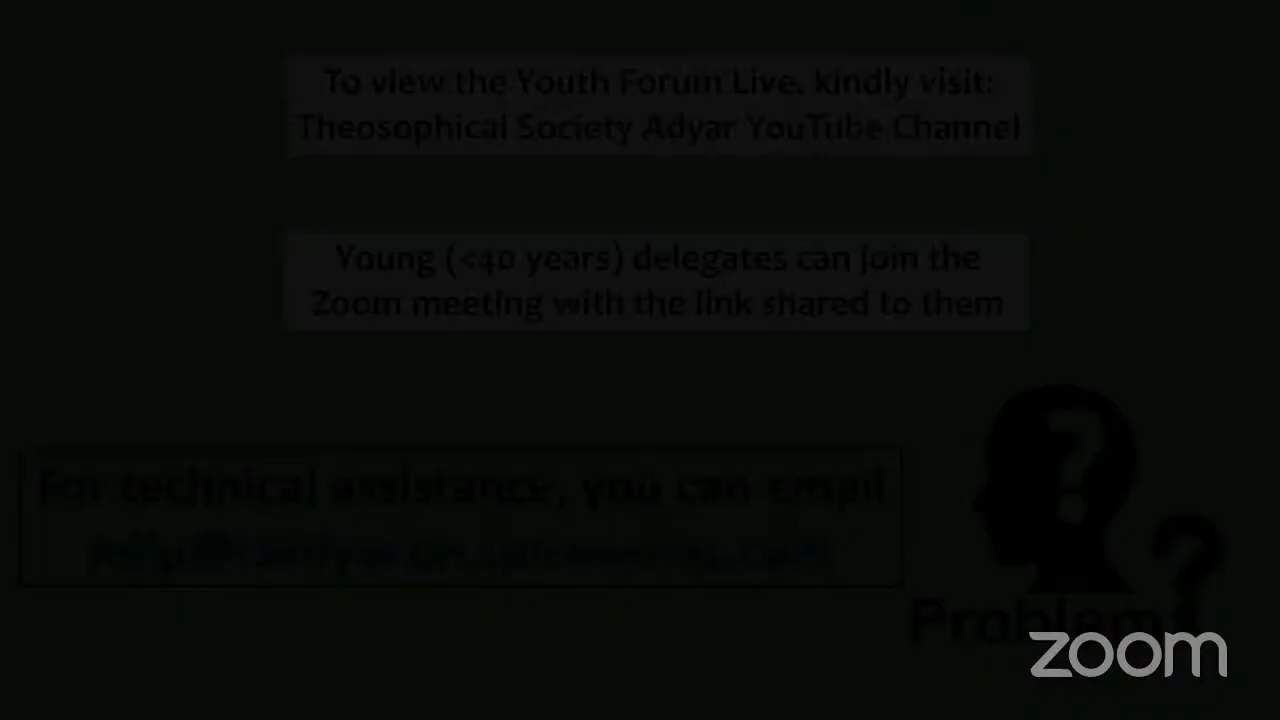 To view the Youth Forum Live, kindly visit:
Theosophical Society Adyar YouTube Channel
Young (<40 years) delegates can join the
Zoom meeting with the link shared to them
For technical assistance, you can email
Problem
zoom